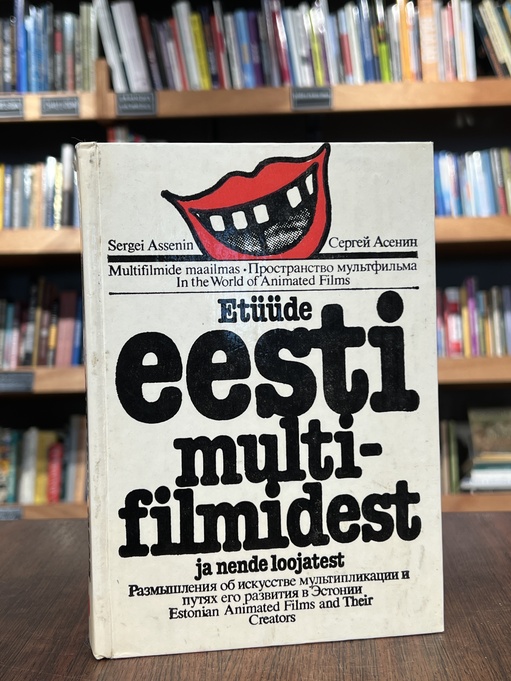 Sergei Assenin Сергей Асенин
Multifilmide maailmas · Пространство мультфильма
In the World of Animated Films
Etüüde
eesti
multi-
filmidest
ja nende loojatest
Размышления об искусстве мультипликации и
путях его развития в Эстонии
Estonian Animated Films and Their
Creators